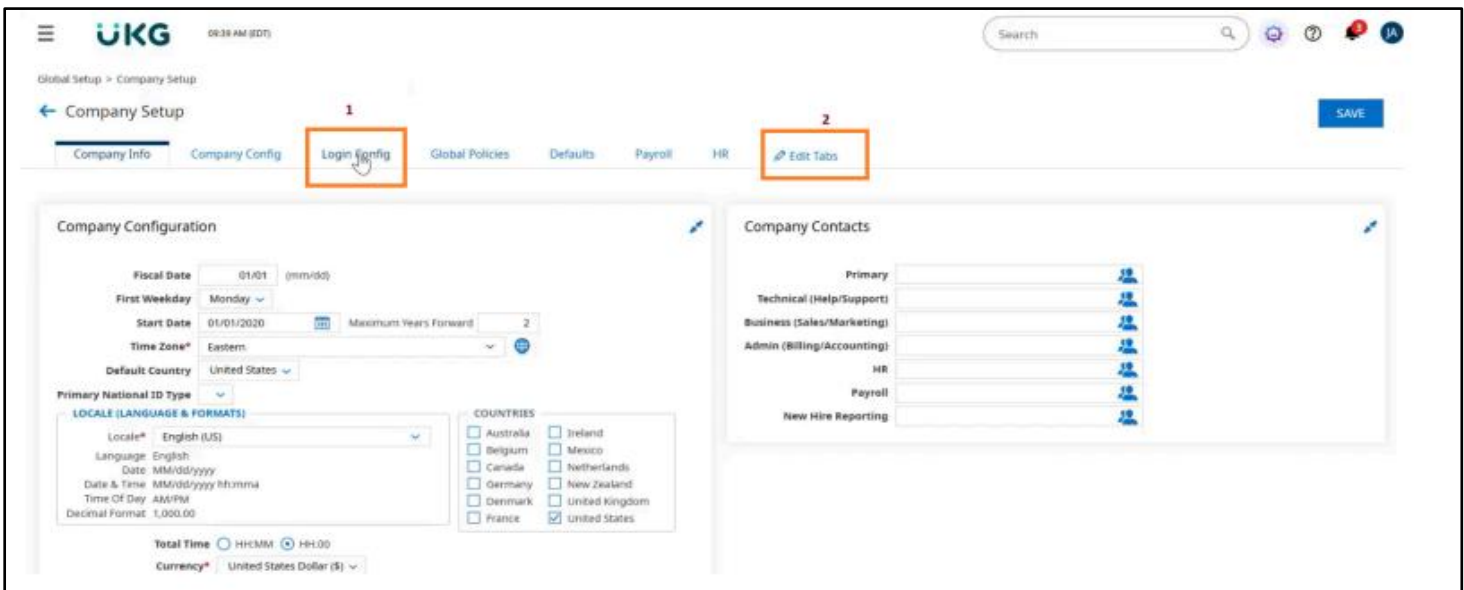 UKG 09:39 AM (EDT) Search 3 JA
Global Setup > Company Setup
Company Setup 1 2 SAVE
Company Info Company Config Login Config Global Policies Defaults Payroll HR Edit Tabs
Company Configuration
Fiscal Date 01/01 (mm/dd)
First Weekday Monday
Start Date 01/01/2020 Maximum Years Forward 2
Time Zone* Eastern
Default Country United States
Primary National ID Type
LOCALE (LANGUAGE & FORMATS)
Locale* English (US)
Language English
Date MM/dd/yyyy
Date & Time MM/dd/yyyy hh:mma
Time Of Day AM/PM
Decimal Format 1,000.00
COUNTRIES
Australia Ireland
Belgium Mexico
Canada Netherlands
Germany New Zealand
Denmark United Kingdom
France United States
Total Time HH:MM HH.00
Currency* United States Dollar ($)
Company Contacts
Primary
Technical (Help/Support)
Business (Sales/Marketing)
Admin (Billing/Accounting)
HR
Payroll
New Hire Reporting